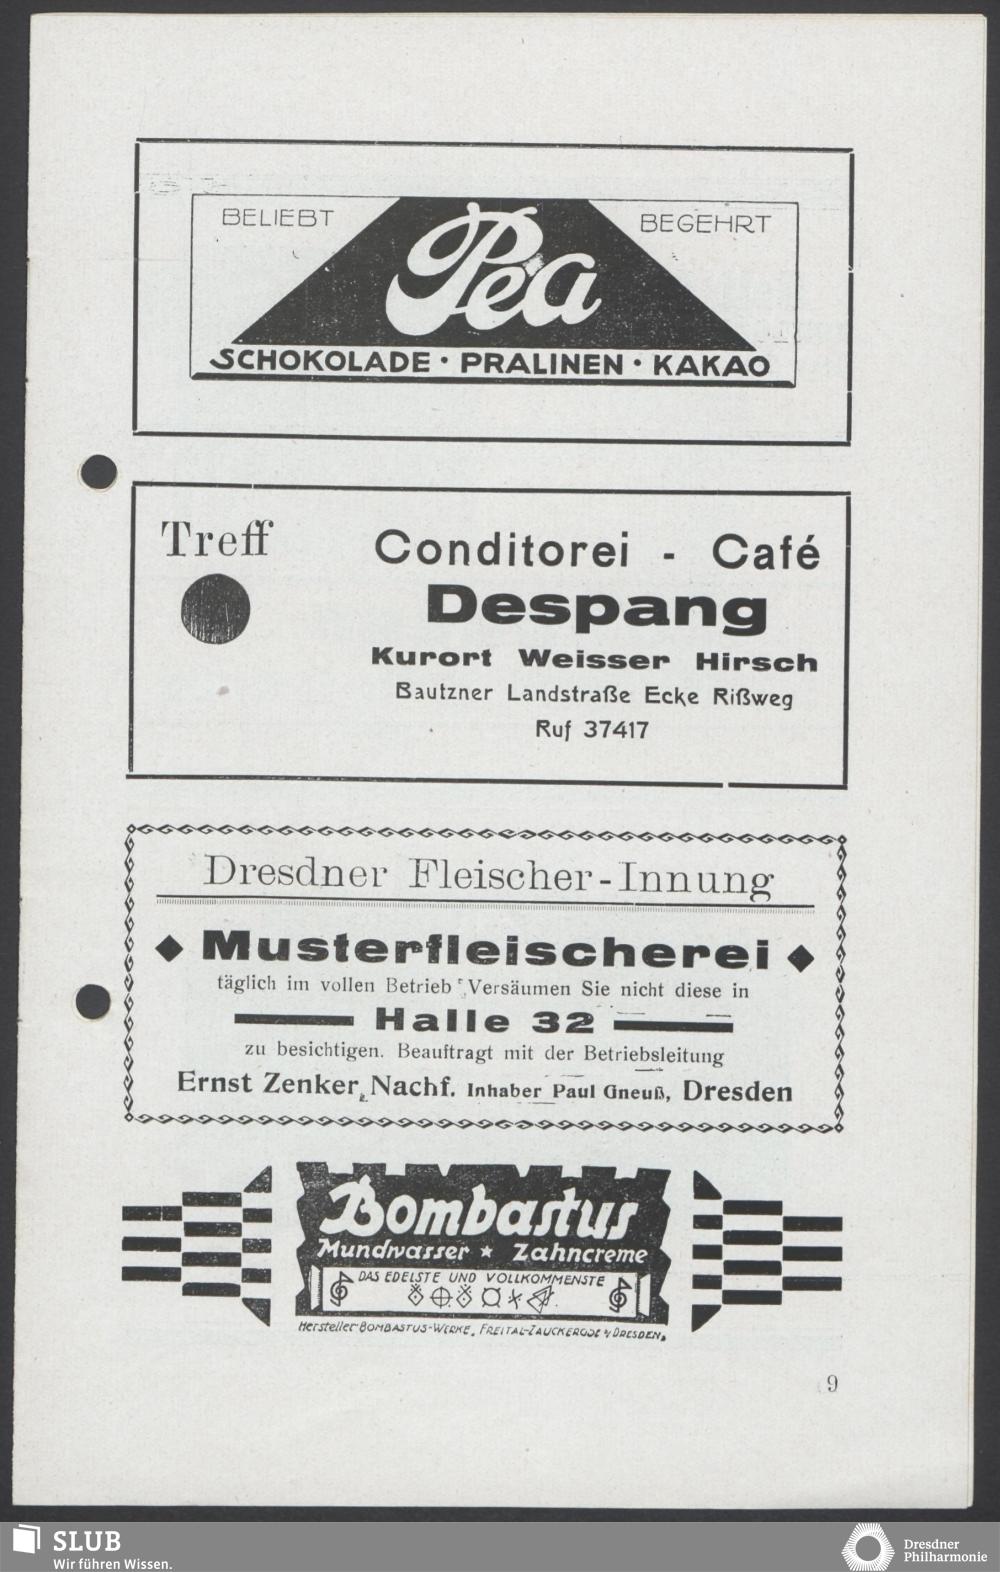 BELIEBT
BEGEHRT
Pea
SCHOKOLADE · PRALINEN · KAKAO
Treff
Conditorei - Café
Despang
Kurort Weisser Hirsch
Bautzner Landstraße Ecke Rißweg
Ruf 37417
Dresdner Fleischer-Innung
Musterfleischerei
täglich im vollen Betrieb Versäumen Sie nicht diese in
Halle 32
zu besichtigen. Beauftragt mit der Betriebsleitung
Ernst Zenker Nachf. Inhaber Paul Gneuß, Dresden
Bombastus
Mundwasser ★ Zahncreme
DAS EDELSTE UND VOLLKOMMENSTE
Hersteller BOMBASTUS-WERKE, FREITAL-ZAUCKERODE b/DRESDEN.
9
SLUB
Wir führen Wissen.
Dresdner
Philharmonie